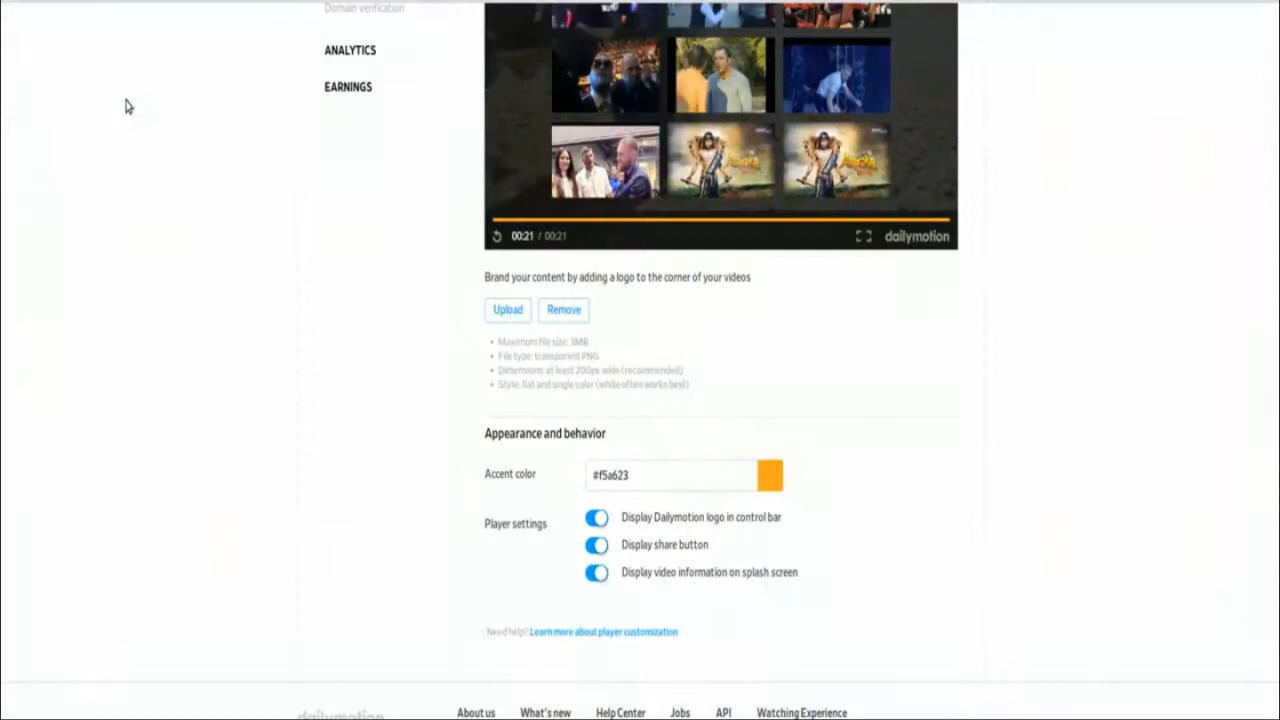 Domain verification
ANALYTICS
EARNINGS
00:21 / 00:21
dailymotion
Brand your content by adding a logo to the corner of your videos
Upload
Remove
• Maximum file size: 3MB
• File type: transparent PNG
• Dimensions: at least 200px wide (recommended)
• Style: flat and single color (white often works best)
Appearance and behavior
Accent color
#f5a623
Player settings
Display Dailymotion logo in control bar
Display share button
Display video information on splash screen
Need help? Learn more about player customization
dailymotion
About us
What's new
Help Center
Jobs
API
Watching Experience